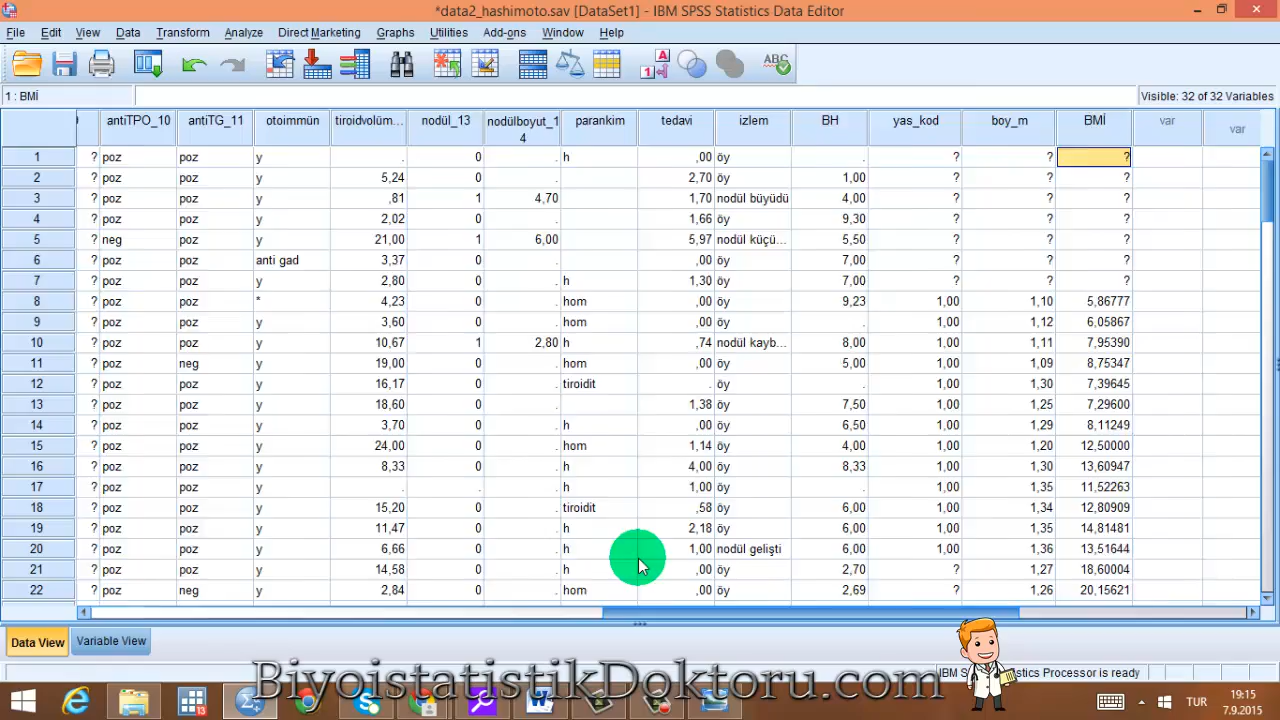 *data2_hashimoto.sav [DataSet1] - IBM SPSS Statistics Data Editor
File Edit View Data Transform Analyze Direct Marketing Graphs Utilities Add-ons Window Help
1 : BMİ Visible: 32 of 32 Variables
antiTPO_10 antiTG_11 otoimmün tiroidvolüm... nodül_13 nodülboyut_1 parankim tedavi izlem BH yas_kod boy_m BMİ var var
4
1 ? poz poz y . 0 . h ,00 öy . ? ? ?
2 ? poz poz y 5,24 0 . 2,70 öy 1,00 ? ? ?
3 ? poz poz y ,81 1 4,70 1,70 nodül büyüdü 4,00 ? ? ?
4 ? poz poz y 2,02 0 . 1,66 öy 9,30 ? ? ?
5 ? neg poz y 21,00 1 6,00 5,97 nodül küçü... 5,50 ? ? ?
6 ? poz poz anti gad 3,37 0 . ,00 öy 7,00 ? ? ?
7 ? poz poz y 2,80 0 . h 1,30 öy 7,00 ? ? ?
8 ? poz poz * 4,23 0 . hom ,00 öy 9,23 1,00 1,10 5,86777
9 ? poz poz y 3,60 0 . hom ,00 öy . 1,00 1,12 6,05867
10 ? poz poz y 10,67 1 2,80 h ,74 nodül kayb... 8,00 1,00 1,11 7,95390
11 ? poz neg y 19,00 0 . hom ,00 öy 5,00 1,00 1,09 8,75347
12 ? poz poz y 16,17 0 . tiroidit . öy 1,00 1,30 7,39645
13 ? poz poz y 18,60 0 . 1,38 öy 7,50 1,00 1,25 7,29600
14 ? poz poz y 3,70 0 . h ,00 öy 6,50 1,00 1,29 8,11249
15 ? poz poz y 24,00 0 . hom 1,14 öy 4,00 1,00 1,20 12,50000
16 ? poz poz y 8,33 0 . h 4,00 öy 8,33 1,00 1,30 13,60947
17 ? poz poz y . . . h 1,00 öy . 1,00 1,35 11,52263
18 ? poz poz y 15,20 0 . tiroidit ,58 öy 6,00 1,00 1,34 12,80909
19 ? poz poz y 11,47 0 . h 2,18 öy 6,00 1,00 1,35 14,81481
20 ? poz poz y 6,66 0 . h 1,00 nodül gelişti 6,00 1,00 1,36 13,51644
21 ? poz poz y 14,58 0 . h ,00 öy 2,70 ? 1,27 18,60004
22 ? poz neg y 2,84 0 . hom ,00 öy 2,69 ? 1,26 20,15621
Data View Variable View
IBM SP tistics Processor is ready
BiyoistatistikDoktoru.com
TUR 19:15
7.9.2015